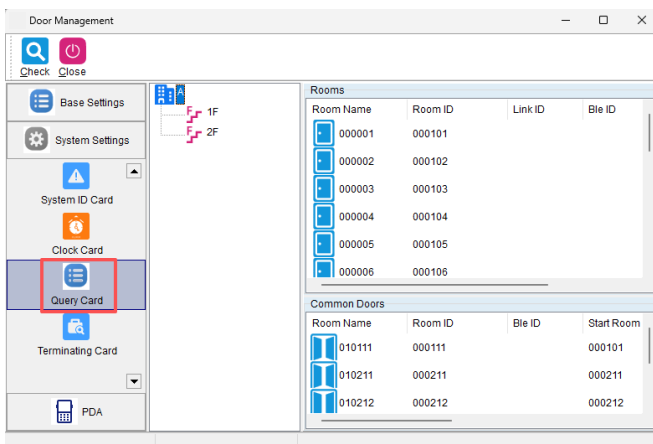 Door Management
Check Close
Base Settings
System Settings
System ID Card
Clock Card
Query Card
Terminating Card
PDA
A
1F
2F
Rooms
Room Name Room ID Link ID Ble ID
000001 000101
000002 000102
000003 000103
000004 000104
000005 000105
000006 000106
Common Doors
Room Name Room ID Ble ID Start Room
010111 000111 000101
010211 000211 000211
010212 000212 000212